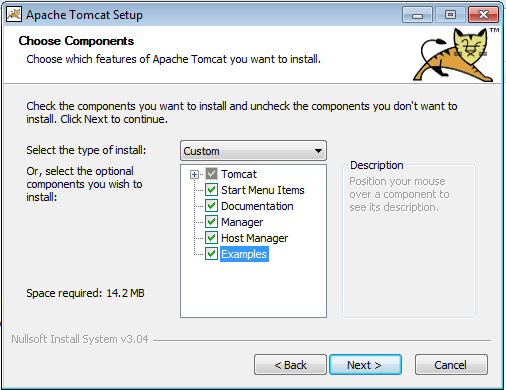 Apache Tomcat Setup
Choose Components
Choose which features of Apache Tomcat you want to install.
TM
Check the components you want to install and uncheck the components you don't want to
install. Click Next to continue.
Select the type of install:
Custom
Or, select the optional
components you wish to
install:
Tomcat
Start Menu Items
Documentation
Manager
Host Manager
Examples
Description
Position your mouse
over a component to
see its description.
Space required: 14.2 MB
Nullsoft Install System v3.04
< Back
Next >
Cancel